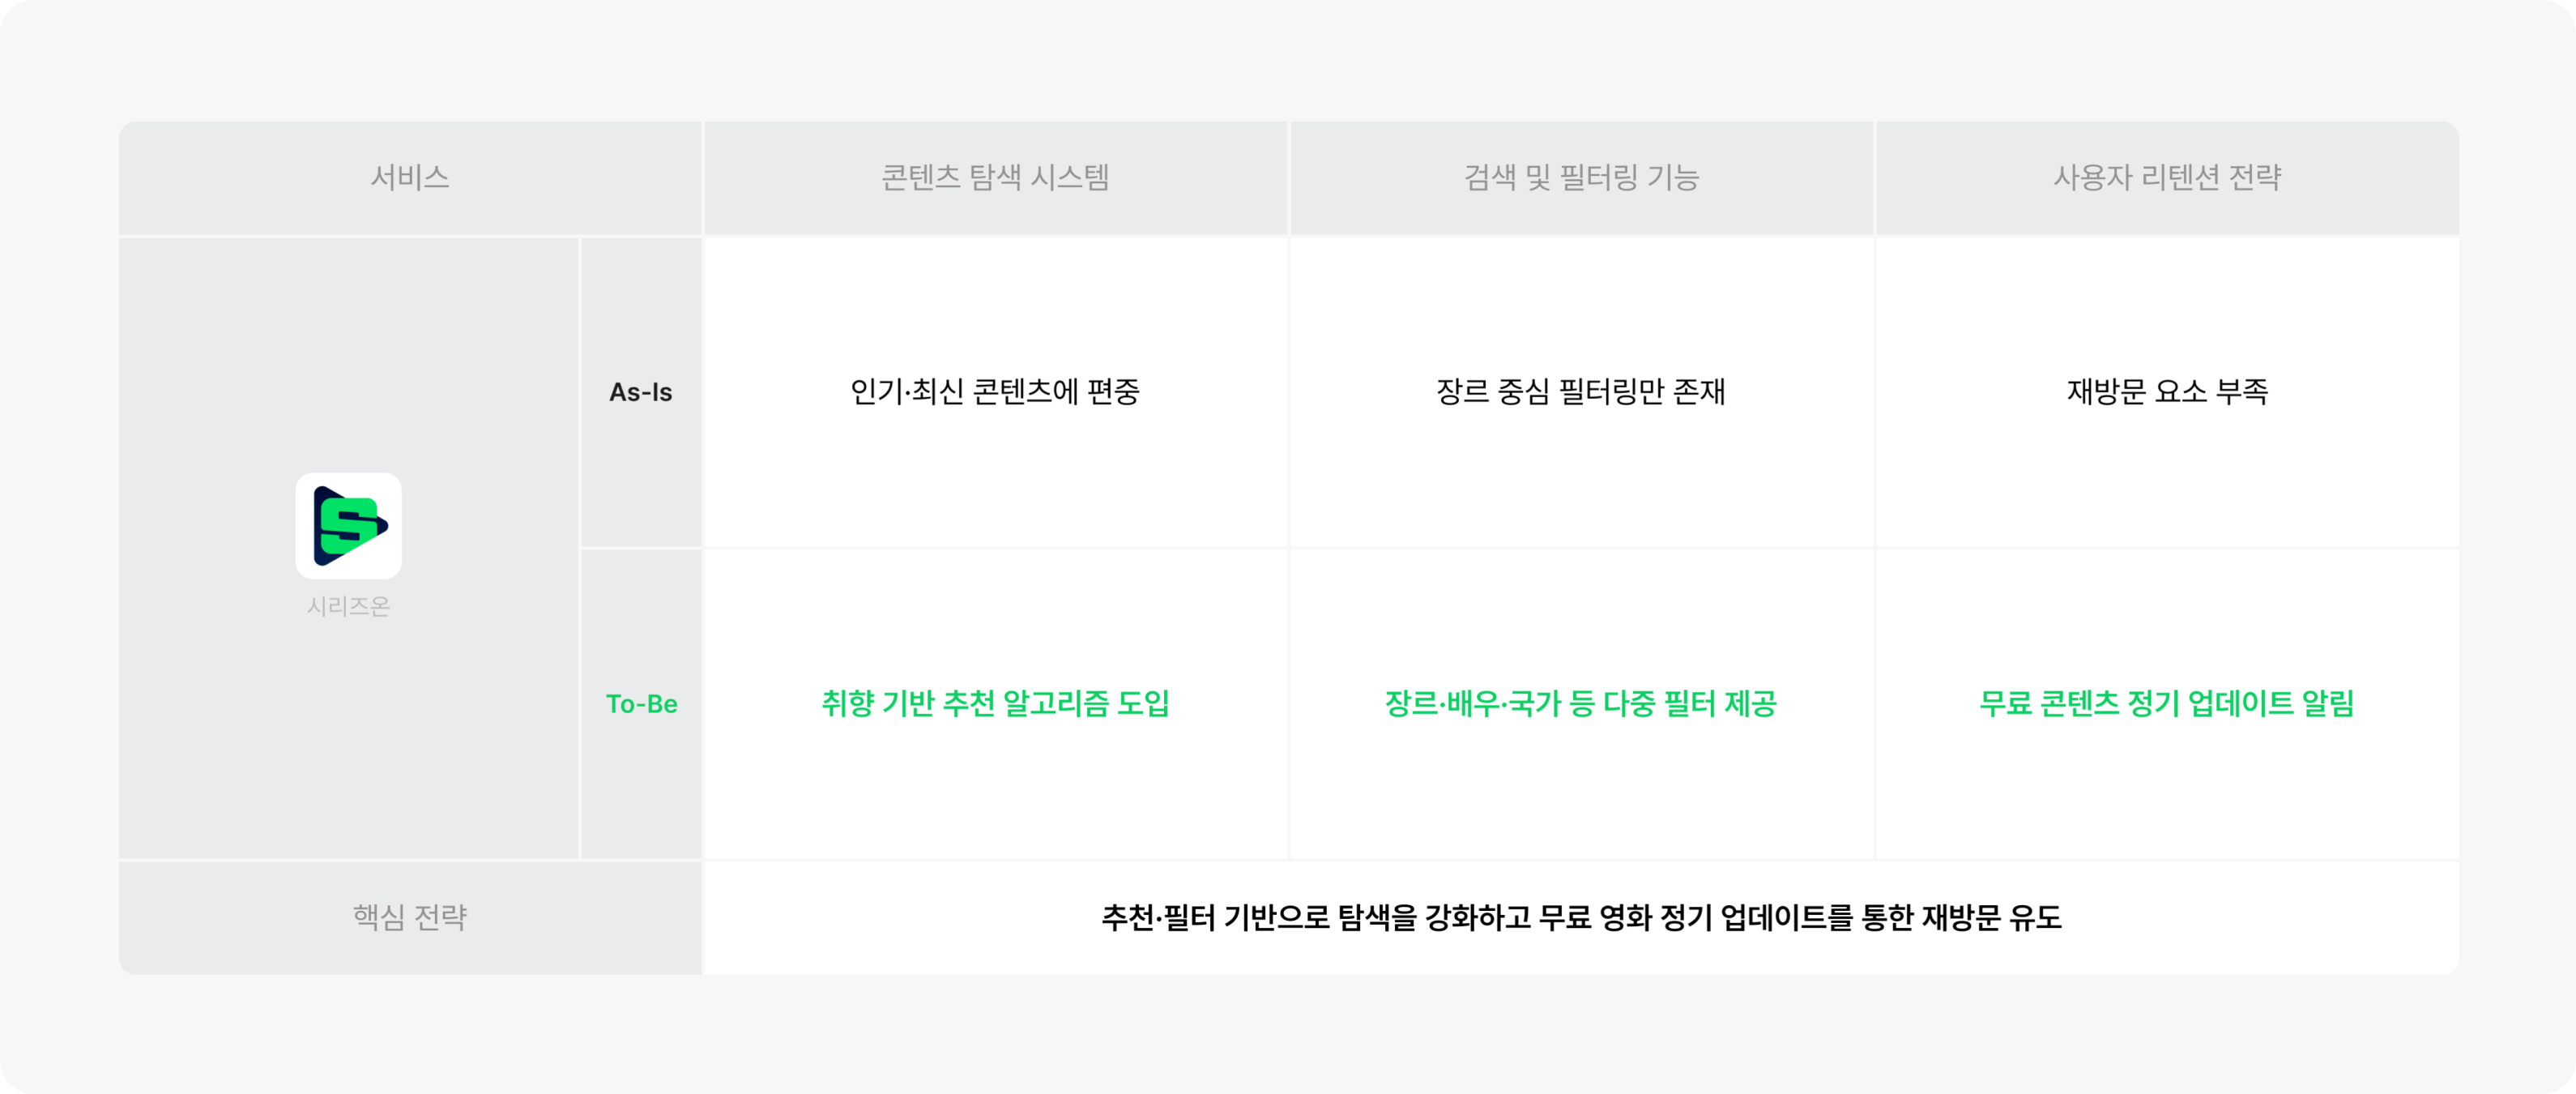 서비스
콘텐츠 탐색 시스템
검색 및 필터링 기능
사용자 리텐션 전략
시리즈온
As-Is
인기·최신 콘텐츠에 편중
장르 중심 필터링만 존재
재방문 요소 부족
To-Be
취향 기반 추천 알고리즘 도입
장르·배우·국가 등 다중 필터 제공
무료 콘텐츠 정기 업데이트 알림
핵심 전략
추천·필터 기반으로 탐색을 강화하고 무료 영화 정기 업데이트를 통한 재방문 유도